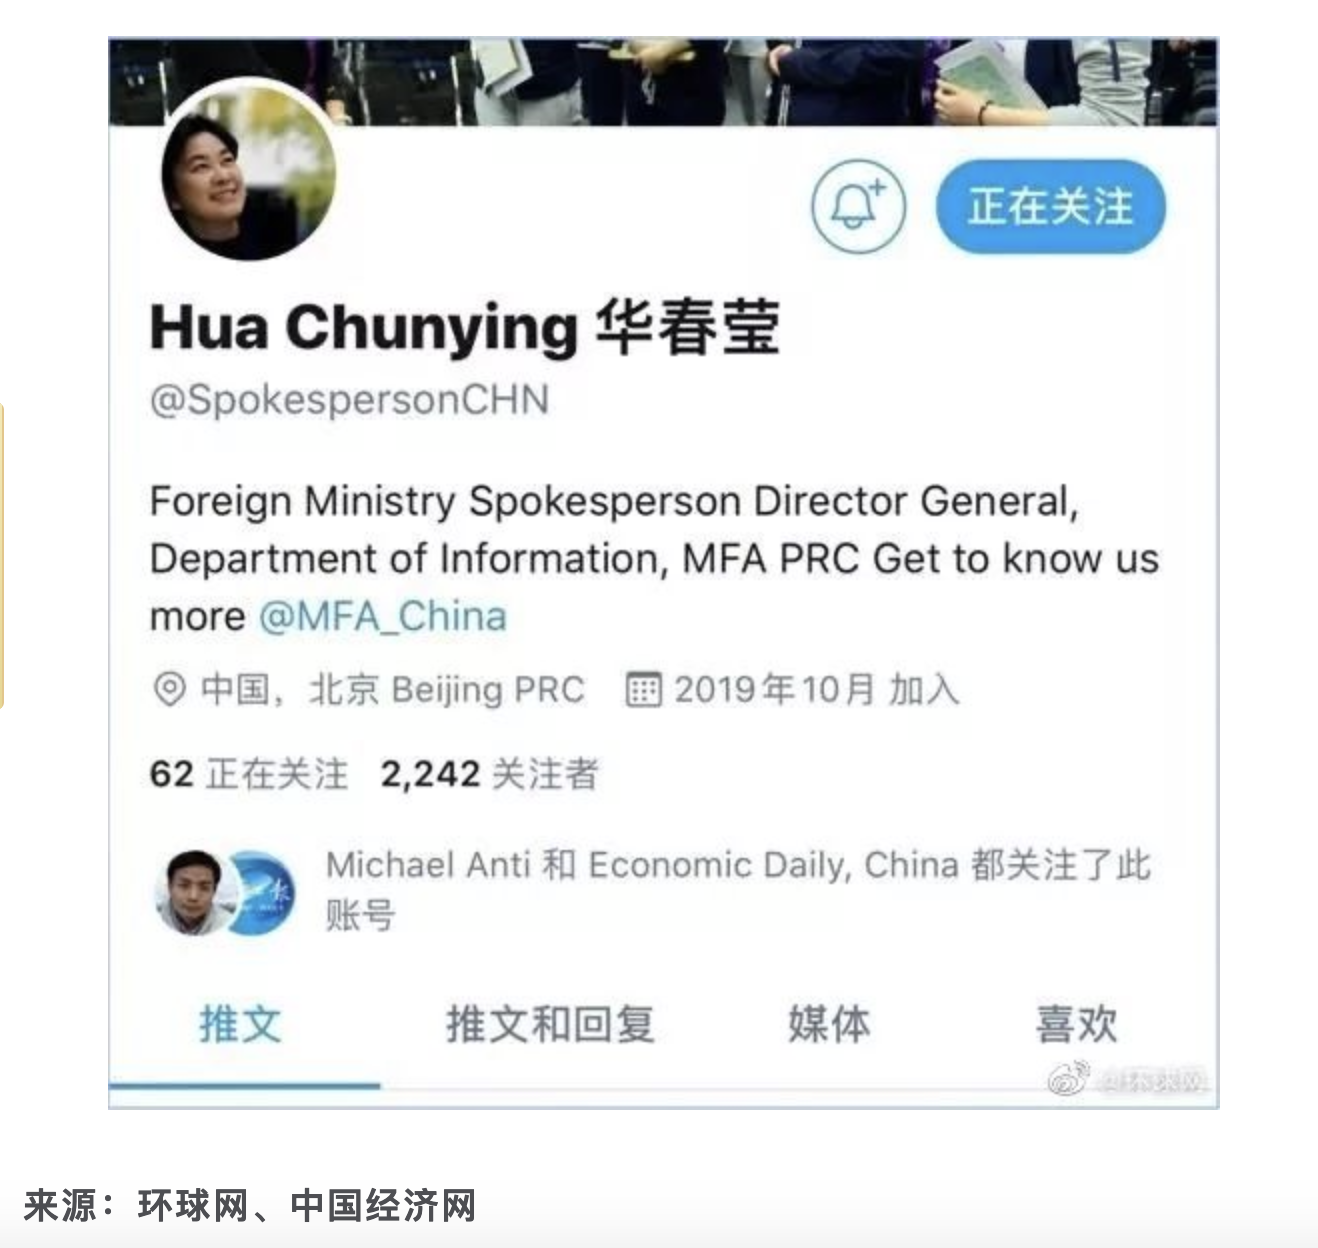 正在关注
Hua Chunying 华春莹
@SpokespersonCHN
Foreign Ministry Spokesperson Director General,
Department of Information, MFA PRC Get to know us
more @MFA_China
中国，北京 Beijing PRC 2019年10月 加入
62 正在关注 2,242 关注者
Michael Anti 和 Economic Daily, China 都关注了此
账号
推文 推文和回复 媒体 喜欢
@环球网
来源：环球网、中国经济网